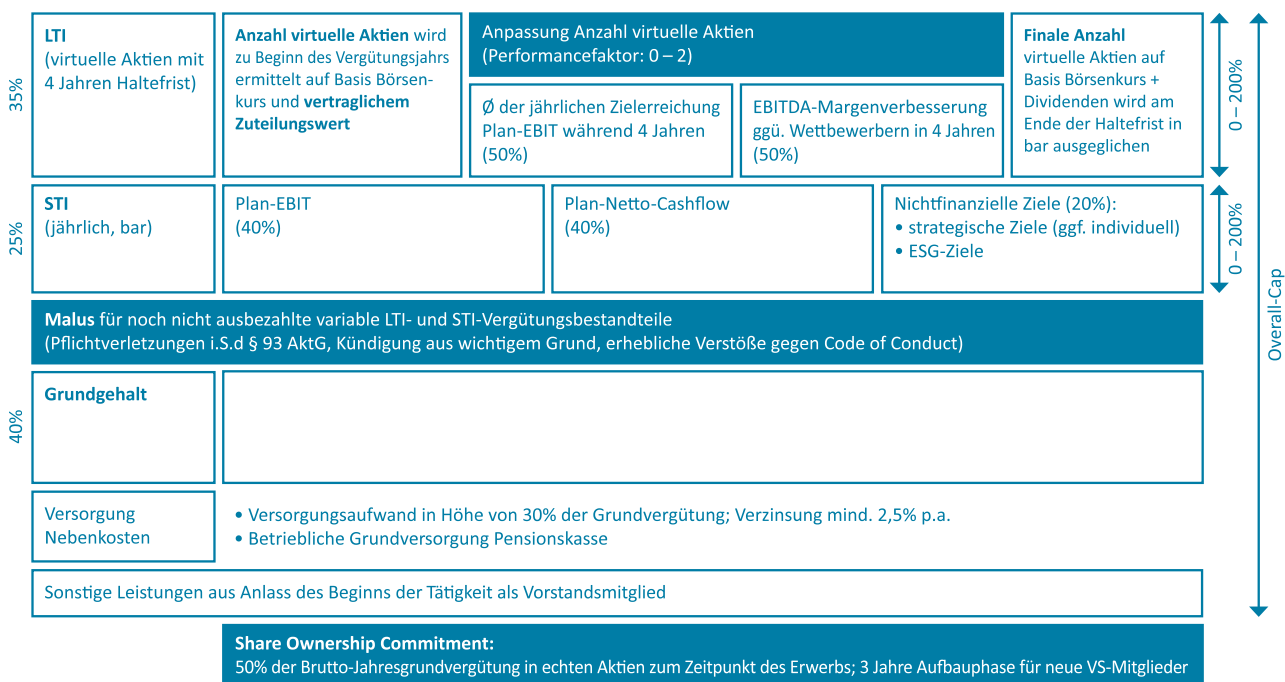 35%
LTI
(virtuelle Aktien mit
4 Jahren Haltefrist)
Anzahl virtuelle Aktien wird
zu Beginn des Vergütungsjahrs
ermittelt auf Basis Börsen-
kurs und vertraglichem
Zuteilungswert
Anpassung Anzahl virtuelle Aktien
(Performancefaktor: 0 – 2)
Ø der jährlichen Zielerreichung
Plan-EBIT während 4 Jahren
(50%)
EBITDA-Margenverbesserung
ggü. Wettbewerbern in 4 Jahren
(50%)
Finale Anzahl
virtuelle Aktien auf
Basis Börsenkurs +
Dividenden wird am
Ende der Haltefrist in
bar ausgeglichen
0 – 200%
25%
STI
(jährlich, bar)
Plan-EBIT
(40%)
Plan-Netto-Cashflow
(40%)
Nichtfinanzielle Ziele (20%):
• strategische Ziele (ggf. individuell)
• ESG-Ziele
0 – 200%
Overall-Cap
Malus für noch nicht ausbezahlte variable LTI- und STI-Vergütungsbestandteile
(Pflichtverletzungen i.S.d § 93 AktG, Kündigung aus wichtigem Grund, erhebliche Verstöße gegen Code of Conduct)
40%
Grundgehalt
Versorgung
Nebenkosten
• Versorgungsaufwand in Höhe von 30% der Grundvergütung; Verzinsung mind. 2,5% p.a.
• Betriebliche Grundversorgung Pensionskasse
Sonstige Leistungen aus Anlass des Beginns der Tätigkeit als Vorstandsmitglied
Share Ownership Commitment:
50% der Brutto-Jahresgrundvergütung in echten Aktien zum Zeitpunkt des Erwerbs; 3 Jahre Aufbauphase für neue VS-Mitglieder